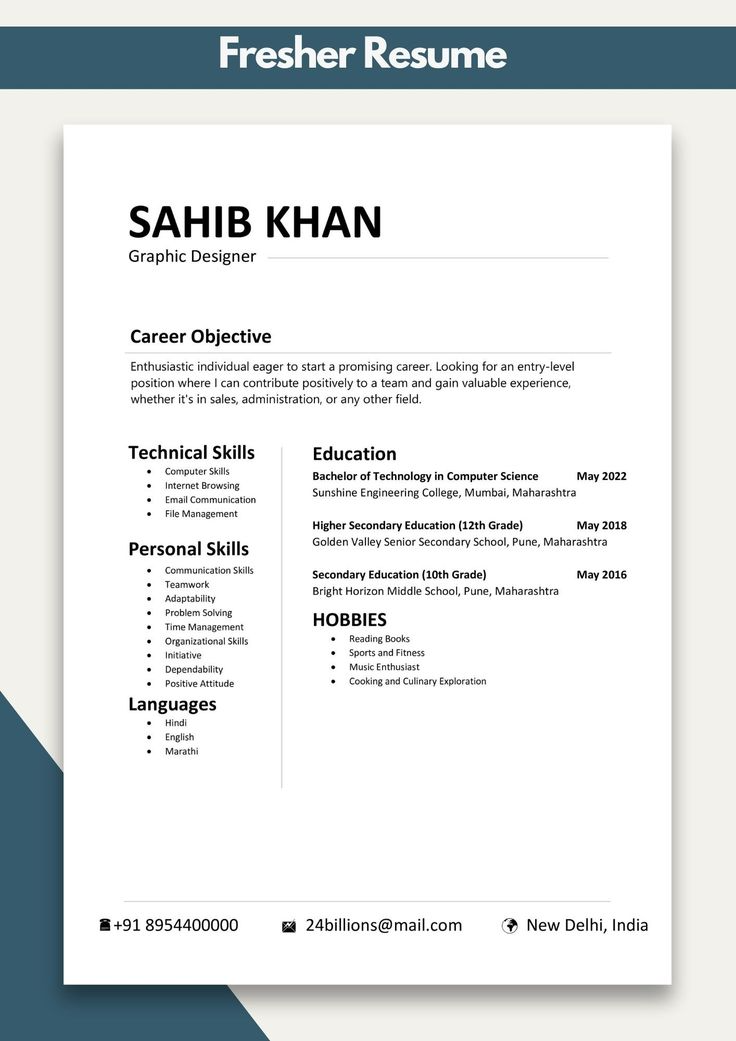 Fresher Resume
SAHIB KHAN
Graphic Designer
Career Objective
Enthusiastic individual eager to start a promising career. Looking for an entry-level
position where I can contribute positively to a team and gain valuable experience,
whether it's in sales, administration, or any other field.
Technical Skills
• Computer Skills
• Internet Browsing
• Email Communication
• File Management
Personal Skills
• Communication Skills
• Teamwork
• Adaptability
• Problem Solving
• Time Management
• Organizational Skills
• Initiative
• Dependability
• Positive Attitude
Languages
• Hindi
• English
• Marathi
Education
Bachelor of Technology in Computer Science May 2022
Sunshine Engineering College, Mumbai, Maharashtra
Higher Secondary Education (12th Grade) May 2018
Golden Valley Senior Secondary School, Pune, Maharashtra
Secondary Education (10th Grade) May 2016
Bright Horizon Middle School, Pune, Maharashtra
HOBBIES
• Reading Books
• Sports and Fitness
• Music Enthusiast
• Cooking and Culinary Exploration
+91 8954400000 24billions@mail.com New Delhi, India